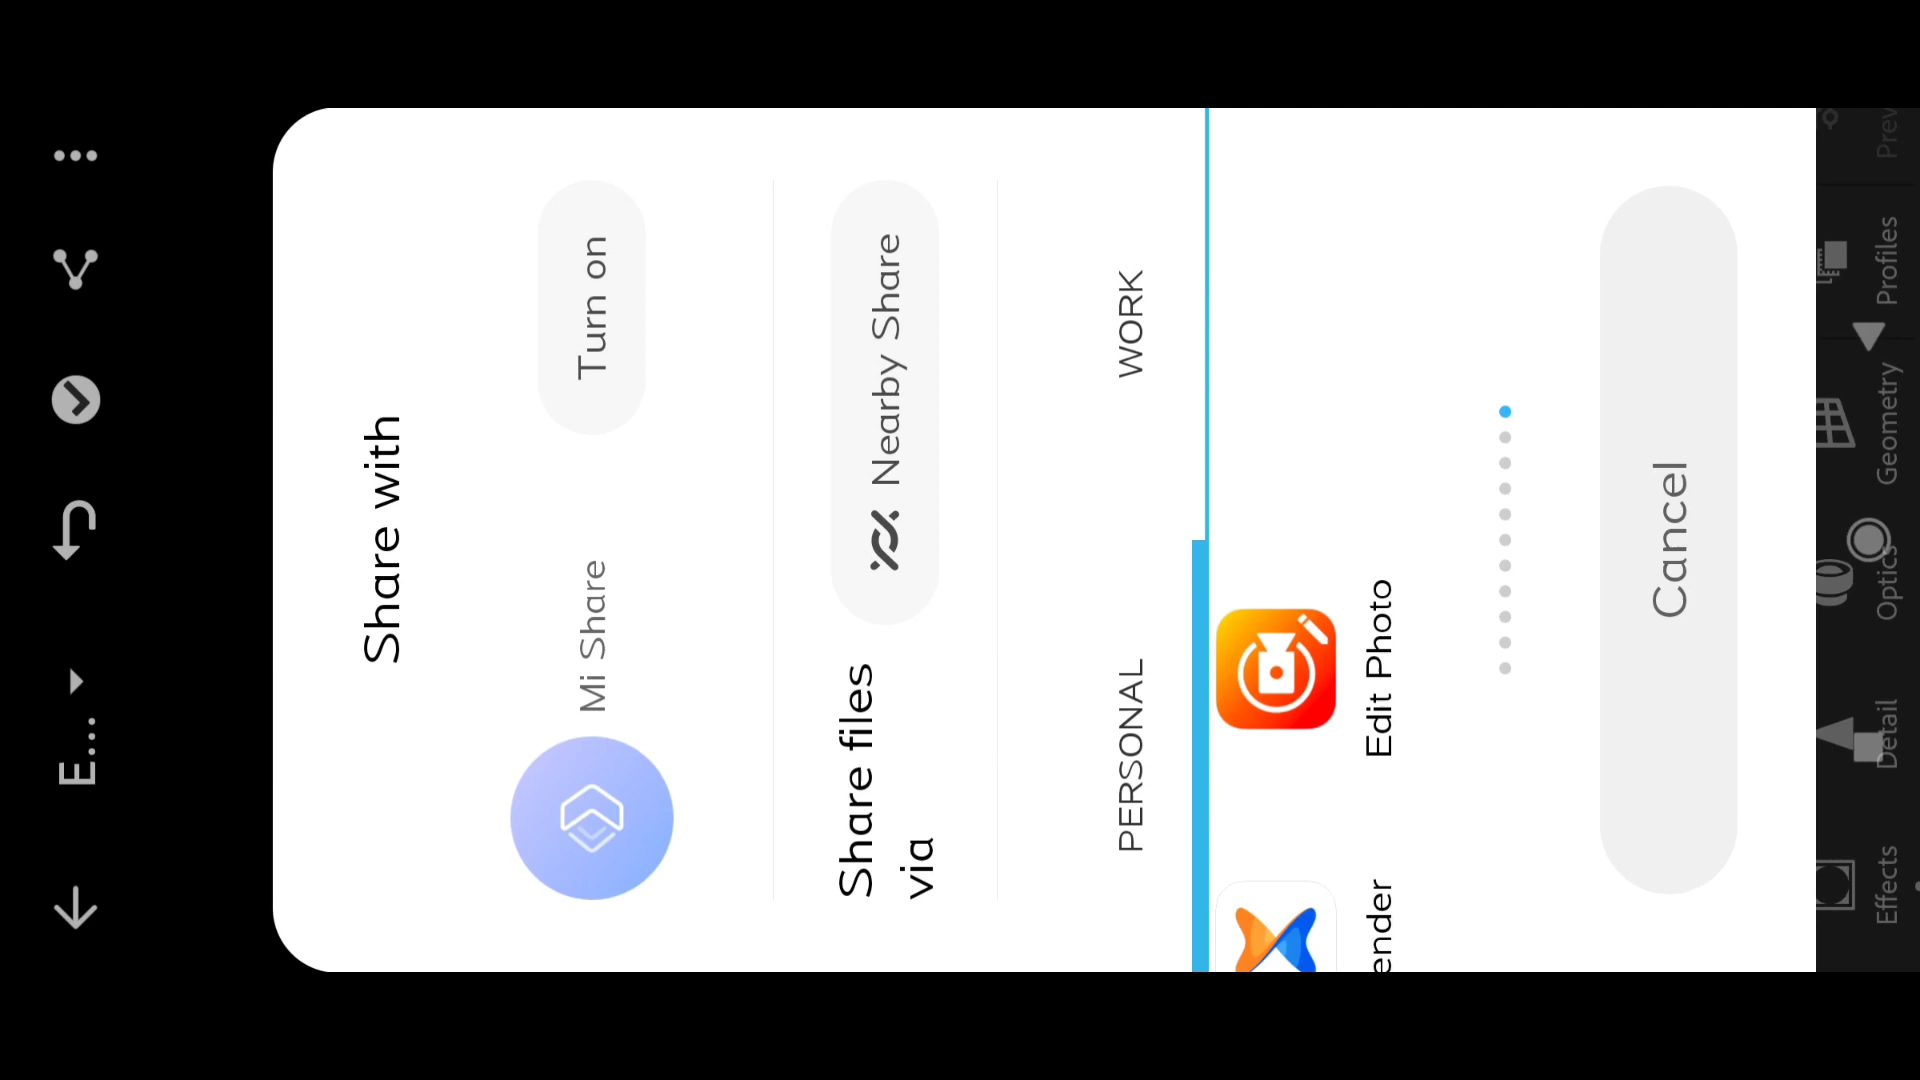 E...
Share with
Mi Share
Turn on
Share files
via
Nearby Share
PERSONAL
WORK
ender
Edit Photo
Cancel
Effects
Detail
Optics
Geometry
Profiles
Prev